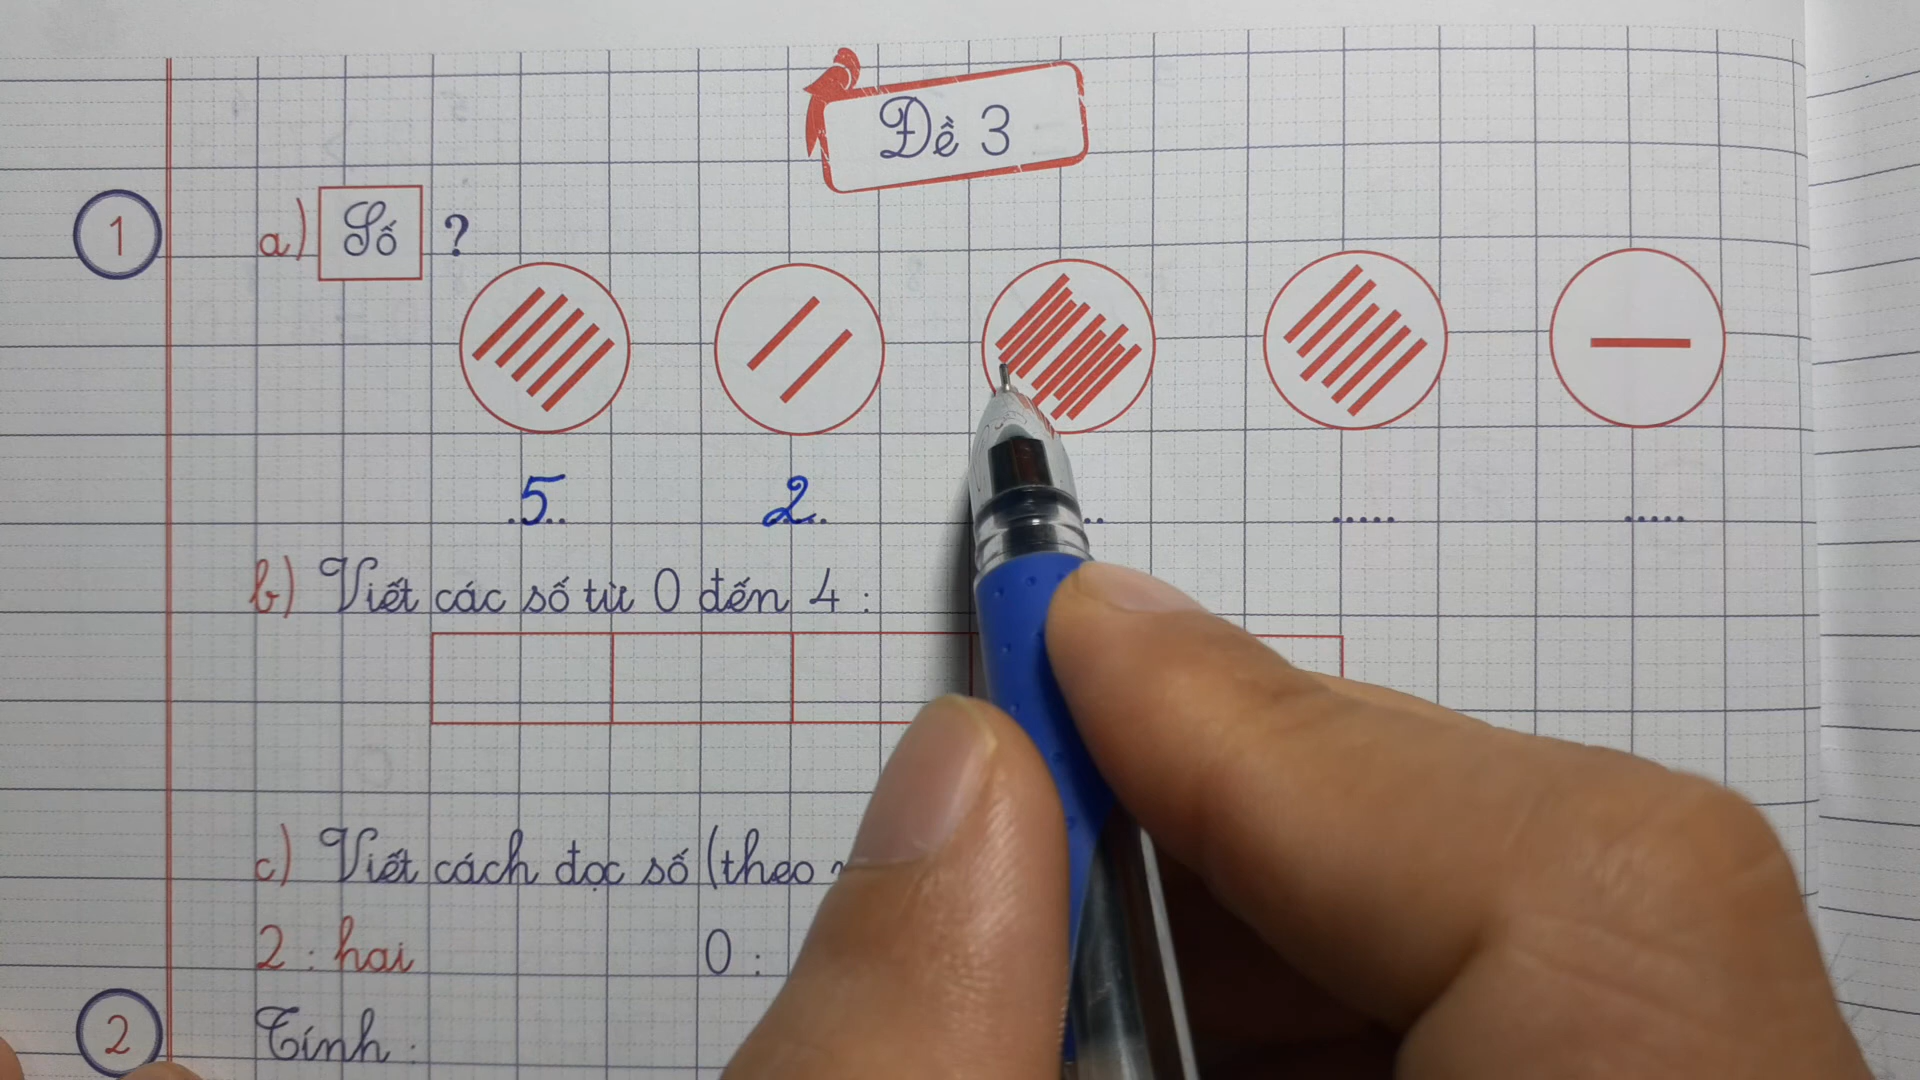 Đề 3
1 a) Số ?
.5.. 2.. .. ..... .....
b) Viết các số từ 0 đến 4 :
c) Viết cách đọc số (theo
2 : hai 0 :
2 Tính :